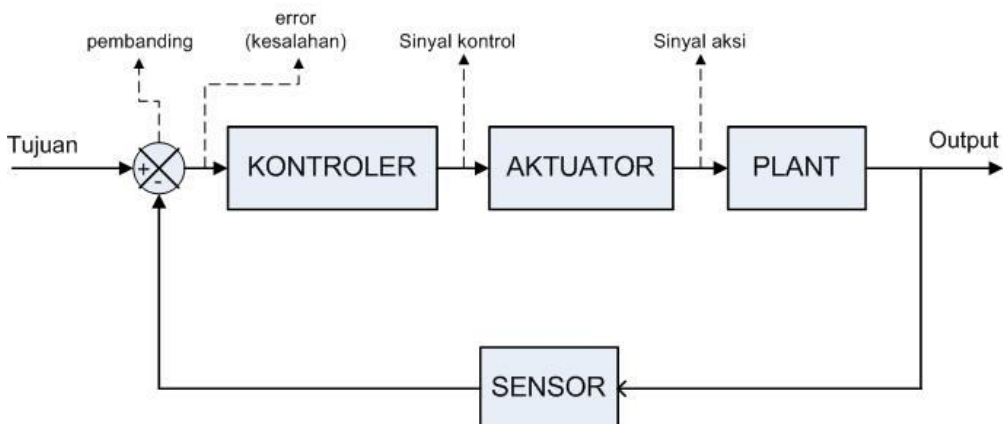 error
(kesalahan)
pembanding
Sinyal kontrol
Sinyal aksi
Tujuan
+
-
KONTROLER
AKTUATOR
PLANT
Output
SENSOR